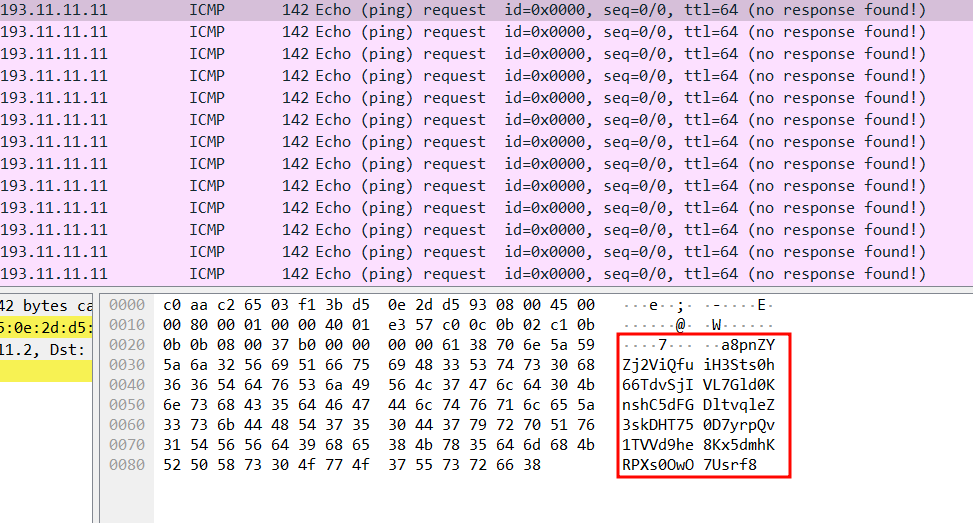 193.11.11.11 ICMP 142 Echo (ping) request id=0x0000, seq=0/0, ttl=64 (no response found!)
193.11.11.11 ICMP 142 Echo (ping) request id=0x0000, seq=0/0, ttl=64 (no response found!)
193.11.11.11 ICMP 142 Echo (ping) request id=0x0000, seq=0/0, ttl=64 (no response found!)
193.11.11.11 ICMP 142 Echo (ping) request id=0x0000, seq=0/0, ttl=64 (no response found!)
193.11.11.11 ICMP 142 Echo (ping) request id=0x0000, seq=0/0, ttl=64 (no response found!)
193.11.11.11 ICMP 142 Echo (ping) request id=0x0000, seq=0/0, ttl=64 (no response found!)
193.11.11.11 ICMP 142 Echo (ping) request id=0x0000, seq=0/0, ttl=64 (no response found!)
193.11.11.11 ICMP 142 Echo (ping) request id=0x0000, seq=0/0, ttl=64 (no response found!)
193.11.11.11 ICMP 142 Echo (ping) request id=0x0000, seq=0/0, ttl=64 (no response found!)
193.11.11.11 ICMP 142 Echo (ping) request id=0x0000, seq=0/0, ttl=64 (no response found!)
193.11.11.11 ICMP 142 Echo (ping) request id=0x0000, seq=0/0, ttl=64 (no response found!)
193.11.11.11 ICMP 142 Echo (ping) request id=0x0000, seq=0/0, ttl=64 (no response found!)
193.11.11.11 ICMP 142 Echo (ping) request id=0x0000, seq=0/0, ttl=64 (no response found!)
42 bytes ca
5:0e:2d:d5:
11.2, Dst:
0000 c0 aa c2 65 03 f1 3b d5 0e 2d d5 93 08 00 45 00 ···e··;· ·-····E·
0010 00 80 00 01 00 00 40 01 e3 57 c0 0c 0b 02 c1 0b ······@· ·W······
0020 0b 0b 08 00 37 b0 00 00 00 00 61 38 70 6e 5a 59 ····7··· ··a8pnZY
0030 5a 6a 32 56 69 51 66 75 69 48 33 53 74 73 30 68 Zj2ViQfu iH3Sts0h
0040 36 36 54 64 76 53 6a 49 56 4c 37 47 6c 64 30 4b 66TdvSjI VL7Gld0K
0050 6e 73 68 43 35 64 46 47 44 6c 74 76 71 6c 65 5a nshC5dFG DltvqleZ
0060 33 73 6b 44 48 54 37 35 30 44 37 79 72 70 51 76 3skDHT75 0D7yrpQv
0070 31 54 56 56 64 39 68 65 38 4b 78 35 64 6d 68 4b 1TVVd9he 8Kx5dmhK
0080 52 50 58 73 30 4f 77 4f 37 55 73 72 66 38 RPXs0OwO 7Usrf8